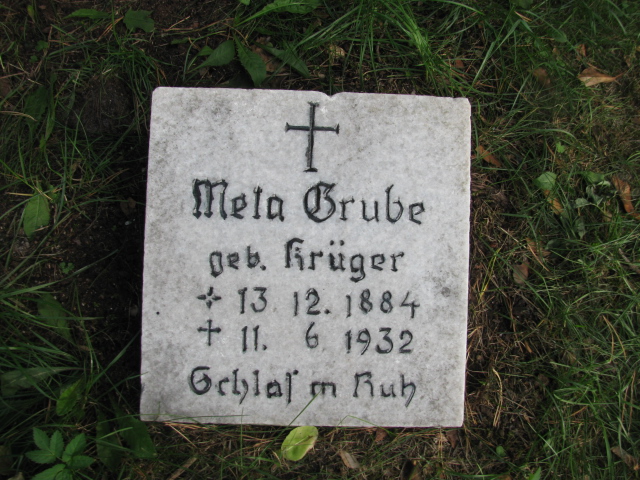 Meta Grube
geb. Krüger
13 12. 1884
11. 6 1932
Schlaf in Ruh